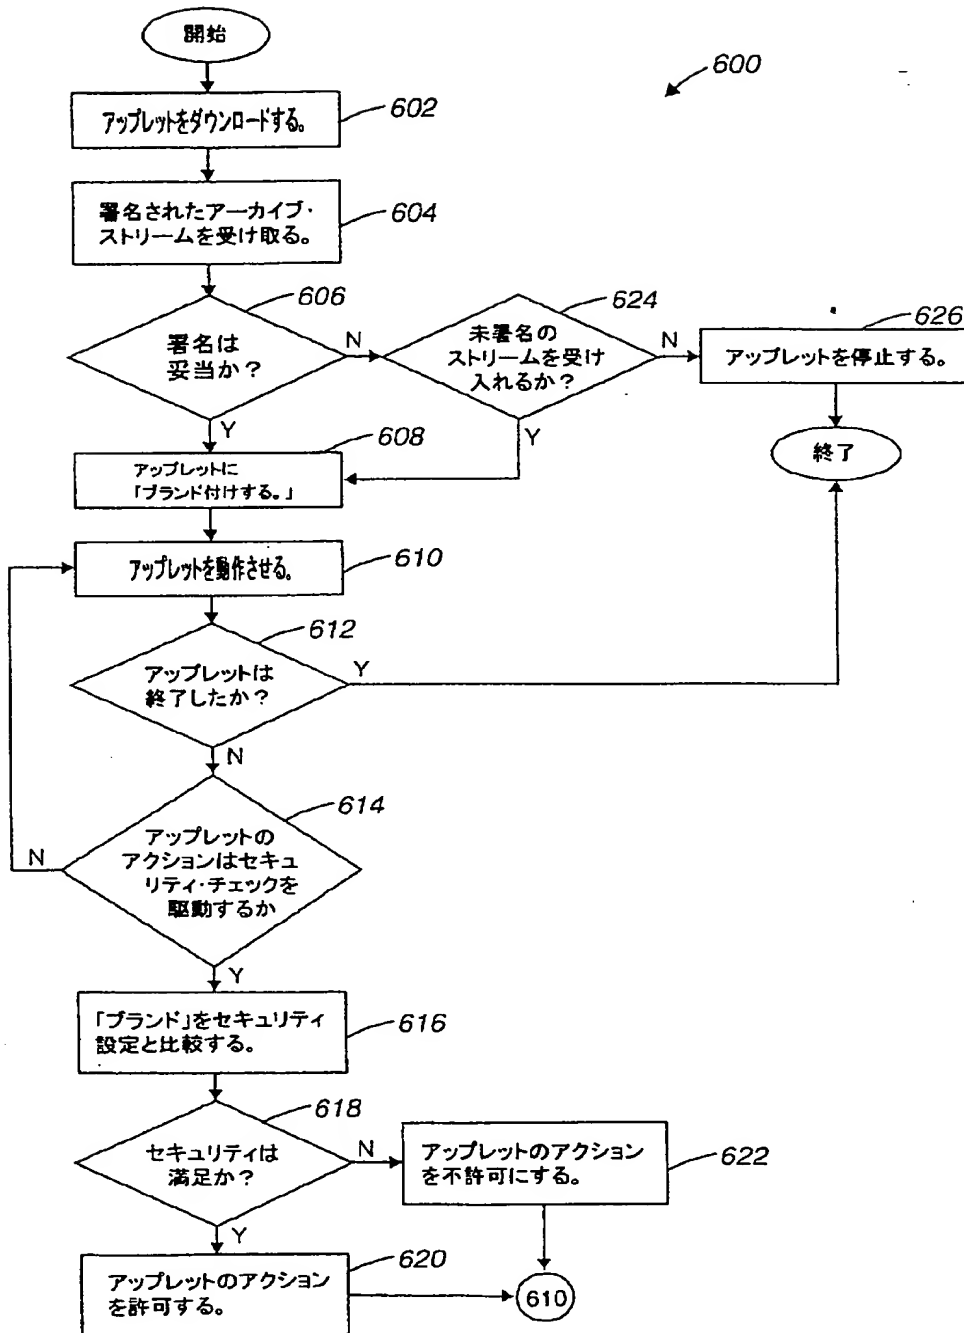 開始
600
アップレットをダウンロードする。
602
署名されたアーカイブ・
ストリームを受け取る。
604
606
署名は
妥当か?
N
Y
624
未署名の
ストリームを受け
入れるか?
N
Y
626
アップレットを停止する。
終了
608
アップレットに
「ブランド付けする。」
アップレットを動作させる。
610
612
アップレットは
終了したか?
Y
N
614
アップレットの
アクションはセキュ
リティ・チェックを
駆動するか
N
Y
「ブランド」をセキュリティ
設定と比較する。
616
618
セキュリティは
満足か?
N
Y
アップレットのアクション
を不許可にする。
622
620
アップレットのアクション
を許可する。
610